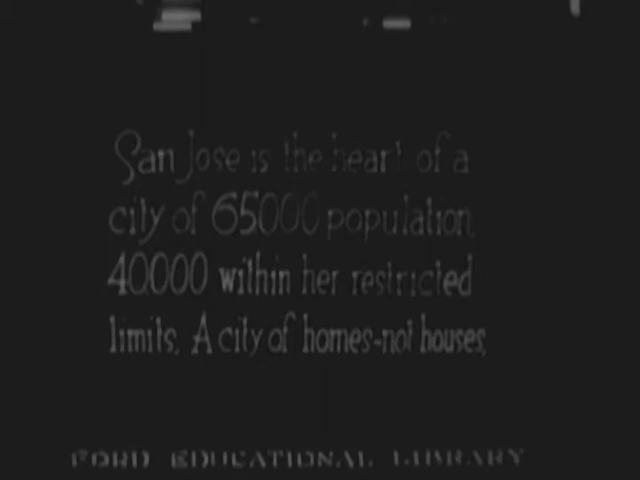 San Jose is the heart of a
city of 65000 population,
40000 within her restricted
limits. A city of homes-not houses,
FORD EDUCATIONAL LIBRARY